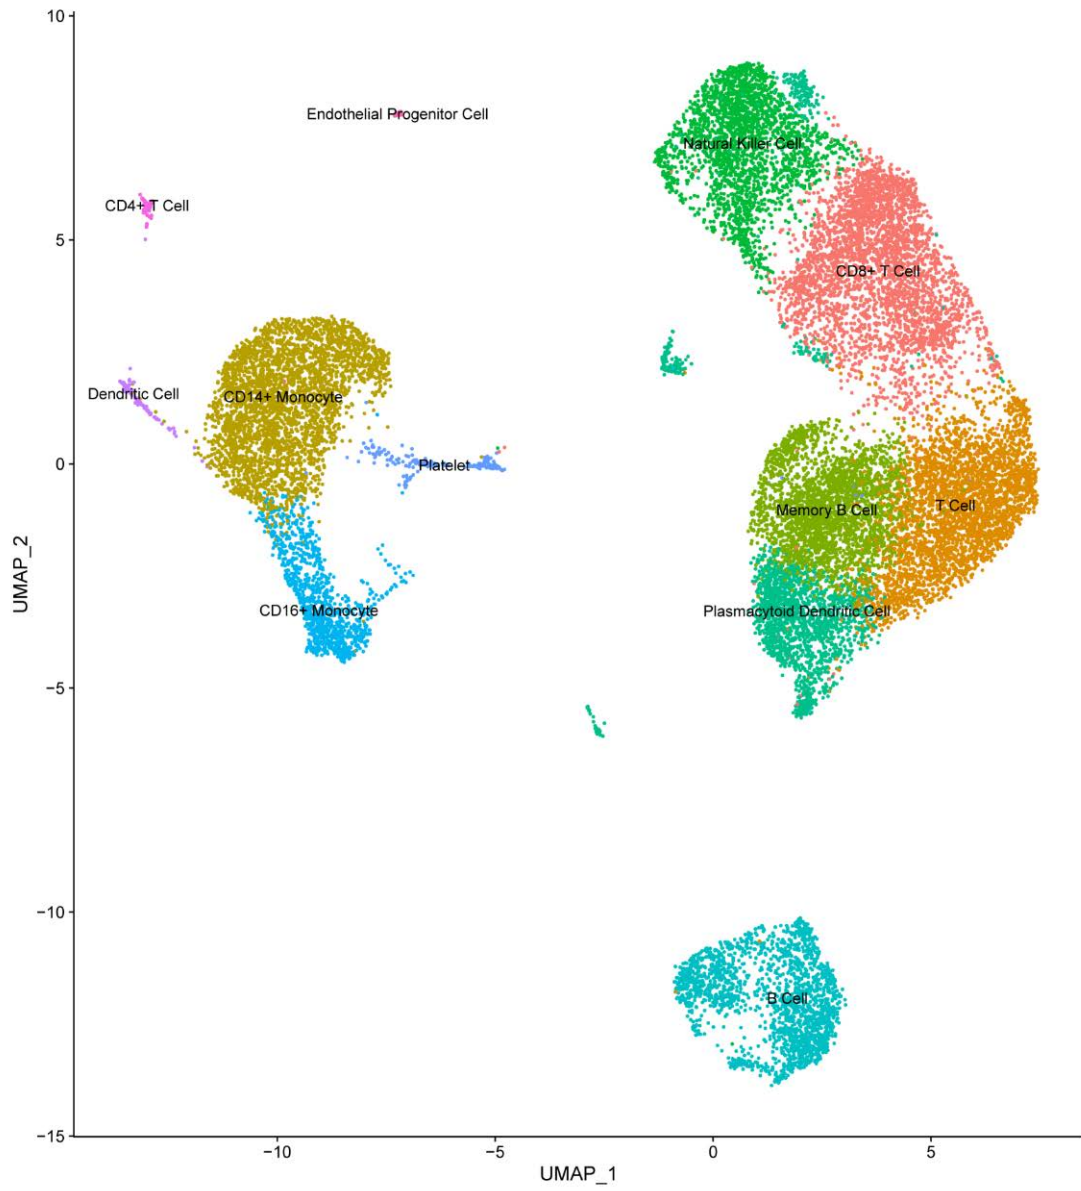 10
Endothelial Progenitor Cell
Natural Killer Cell
CD4+ T Cell
5
CD8+ T Cell
Dendritic Cell
CD14+ Monocyte
0
Platelet
Memory B Cell
T Cell
UMAP_2
CD16+ Monocyte
Plasmacytoid Dendritic Cell
−5
−10
B Cell
−15
−10
−5
0
5
UMAP_1